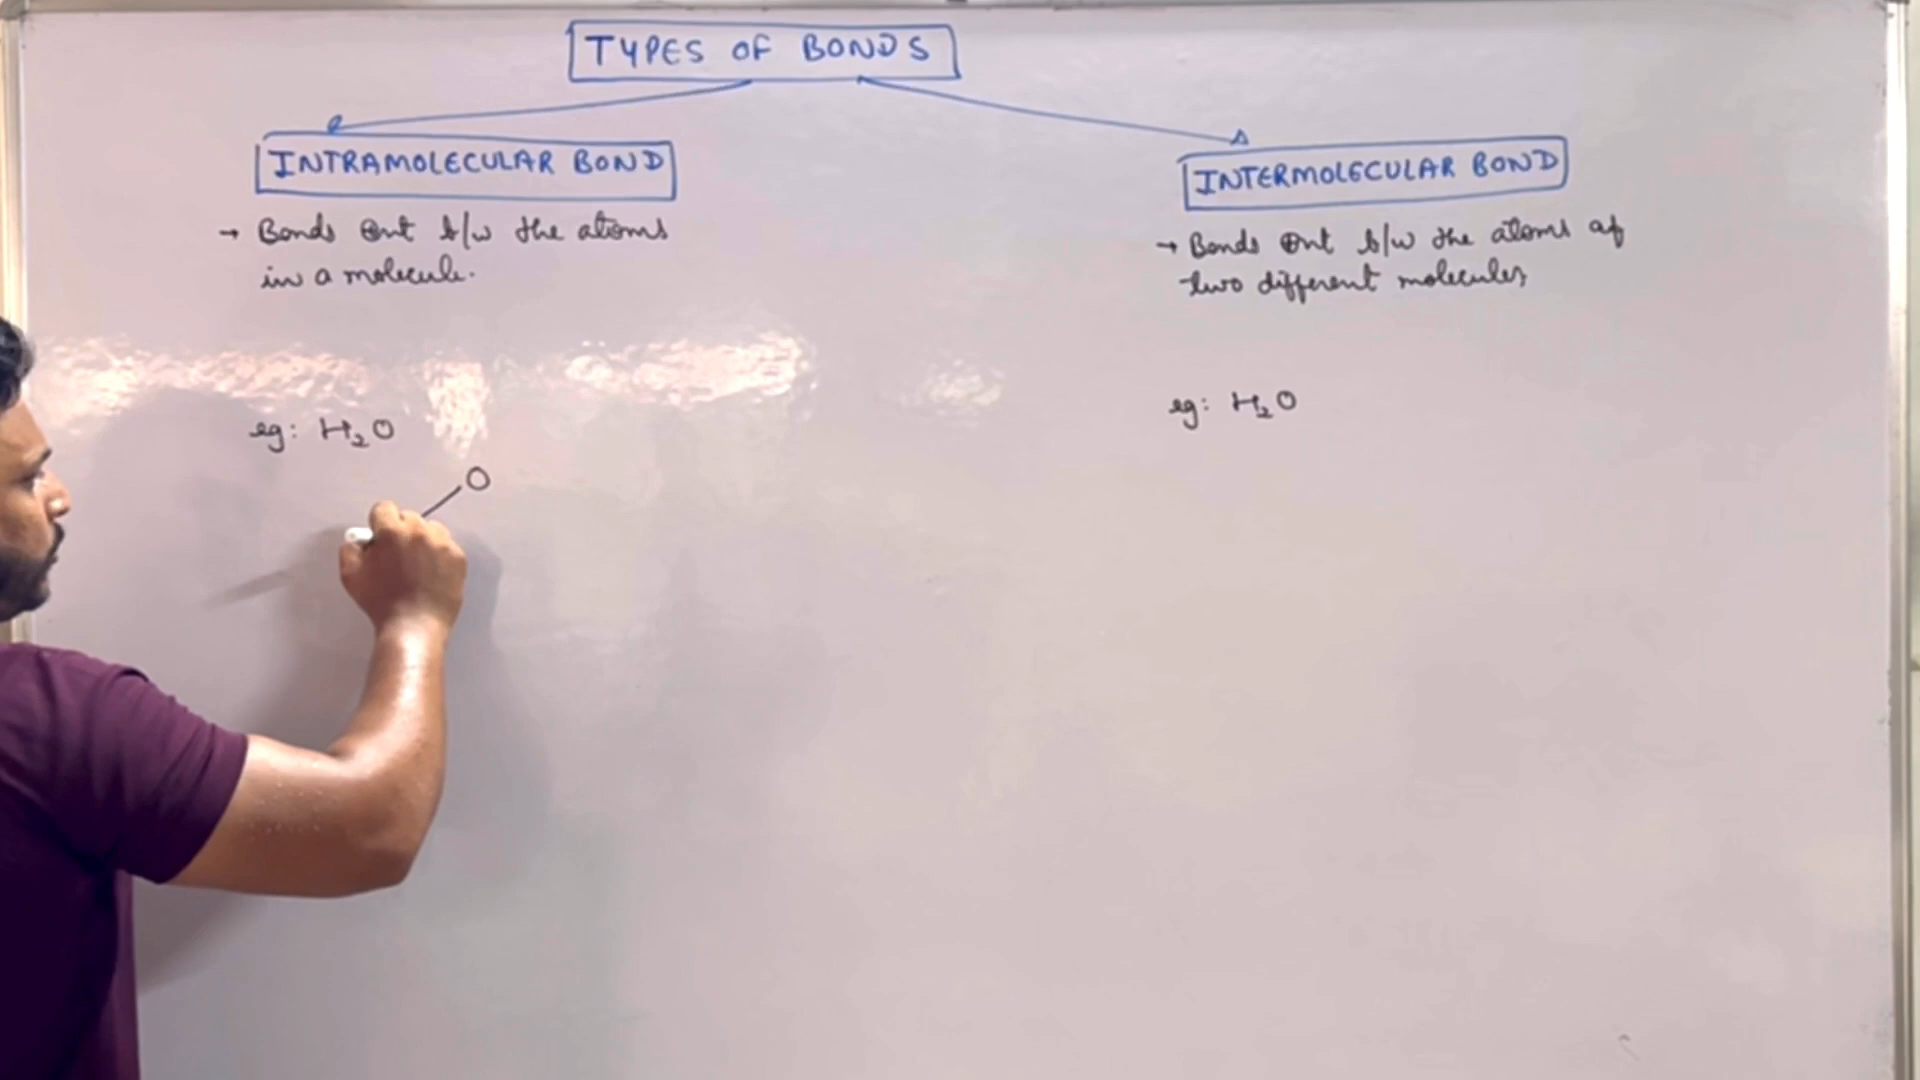 TYPES OF BONDS
INTRAMOLECULAR BOND
→ Bonds b/w the atoms
in a molecule.
eg: H₂O
O
INTERMOLECULAR BOND
→ Bonds b/w the atoms of
two different molecules
eg: H₂O